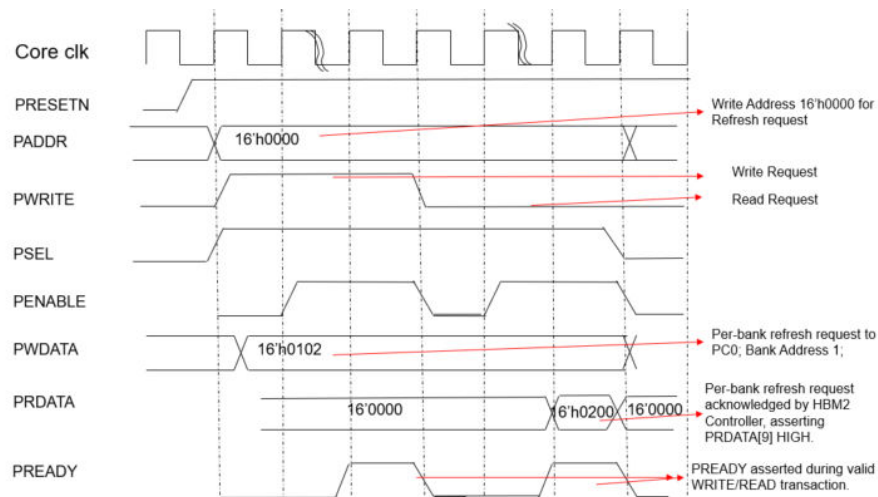 Core clk
PRESETN
Write Address 16'h0000 for
Refresh request
PADDR
16'h0000
Write Request
PWRITE
Read Request
PSEL
PENABLE
PWDATA
16'h0102
Per-bank refresh request to
PC0; Bank Address 1;
Per-bank refresh request
acknowledged by HBM2
Controller, asserting
PRDATA[9] HIGH.
PRDATA
16'0000
16'h0200
16'0000
PREADY
PREADY asserted during valid
WRITE/READ transaction.